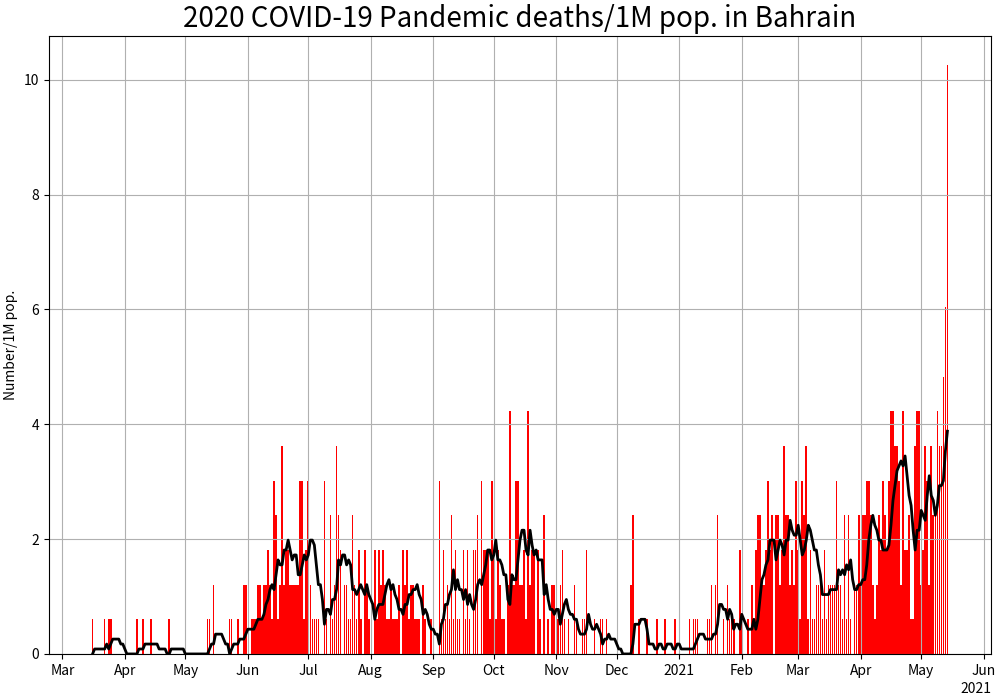 2020 COVID-19 Pandemic deaths/1M pop. in Bahrain
Number/1M pop.
10
8
6
4
2
0
Mar Apr May Jun Jul Aug Sep Oct Nov Dec 2021 Feb Mar Apr May Jun
2021